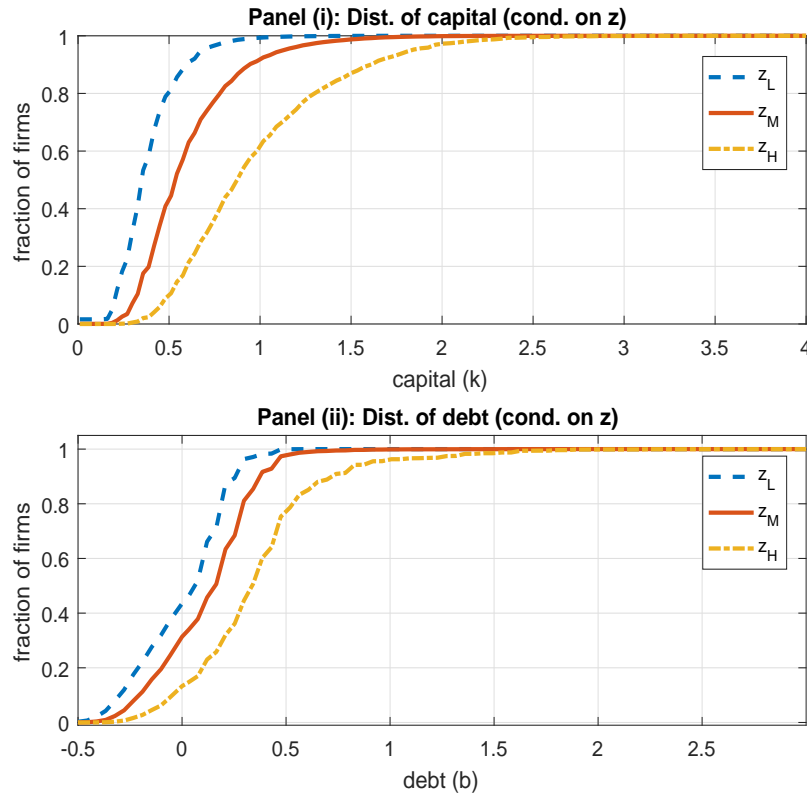 Panel (i): Dist. of capital (cond. on z)
fraction of firms
1
0.8
0.6
0.4
0.2
0
0
0.5
1
1.5
2
2.5
3
3.5
4
capital (k)
z_L
z_M
z_H
Panel (ii): Dist. of debt (cond. on z)
fraction of firms
1
0.8
0.6
0.4
0.2
0
-0.5
0
0.5
1
1.5
2
2.5
debt (b)
z_L
z_M
z_H